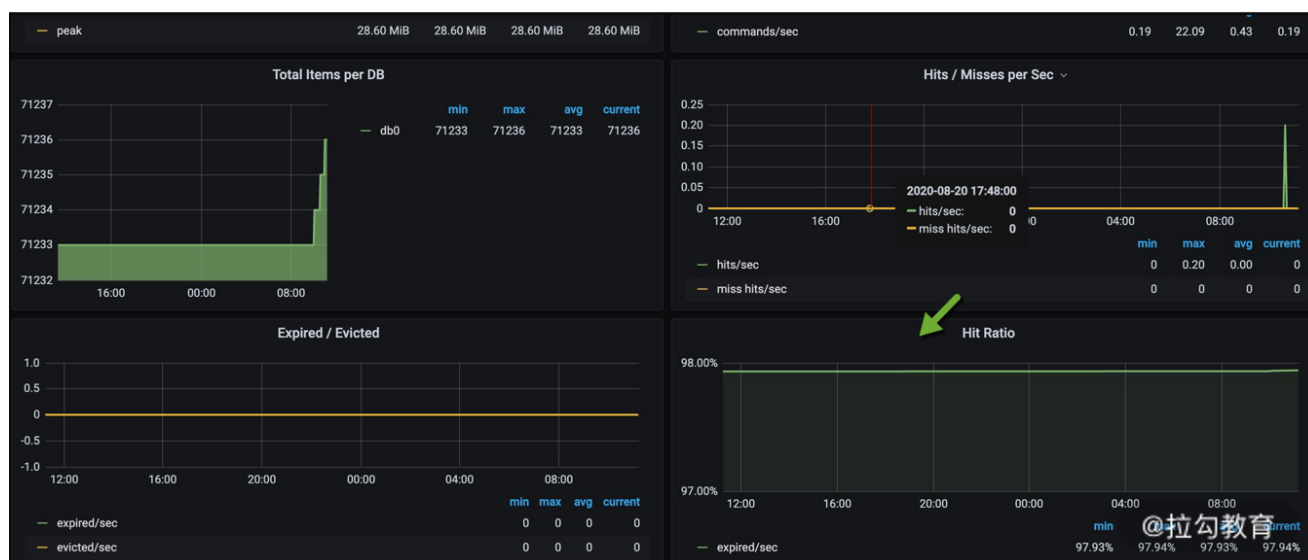 peak 28.60 MiB 28.60 MiB 28.60 MiB 28.60 MiB
commands/sec 0.19 22.09 0.43 0.19
Total Items per DB
71237
71236
71235
71234
71233
71232
16:00 00:00 08:00
min max avg current
db0 71233 71236 71233 71236
Hits / Misses per Sec
0.25
0.20
0.15
0.10
0.05
0
2020-08-20 17:48:00
hits/sec: 0
miss hits/sec: 0
12:00 16:00 04:00 08:00
min max avg current
hits/sec 0 0.20 0.00 0
miss hits/sec 0 0 0 0
Expired / Evicted
1.0
0.5
0
-0.5
-1.0
12:00 16:00 20:00 00:00 04:00 08:00
min max avg current
expired/sec 0 0 0 0
evicted/sec 0 0 0 0
Hit Ratio
98.00%
97.00%
12:00 16:00 20:00 00:00 04:00 08:00
min
expired/sec 97.93% 97.94% 97.93% 97.94%
@拉勾教育